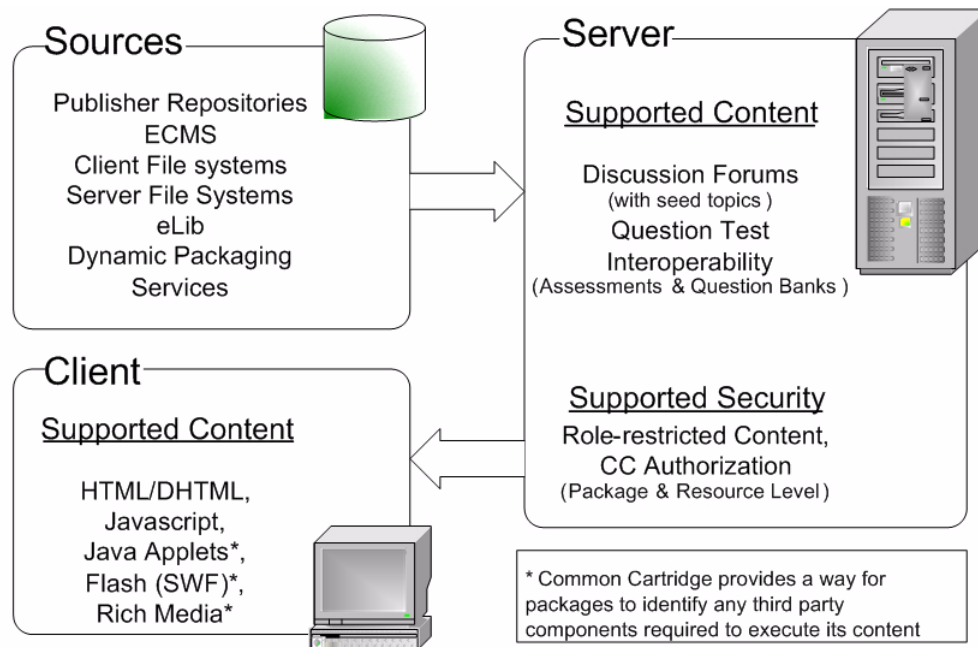 Sources
Publisher Repositories
ECMS
Client File systems
Server File Systems
eLib
Dynamic Packaging
Services
Server
Supported Content
Discussion Forums
(with seed topics )
Question Test
Interoperability
(Assessments & Question Banks )
Supported Security
Role-restricted Content,
CC Authorization
(Package & Resource Level )
Client
Supported Content
HTML/DHTML,
Javascript,
Java Applets*,
Flash (SWF)*,
Rich Media*
* Common Cartridge provides a way for
packages to identify any third party
components required to execute its content